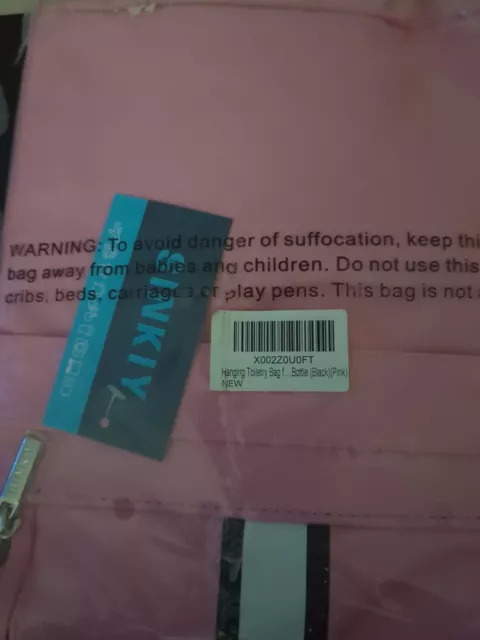 WARNING: To avoid danger of suffocation, keep thi
bag away from babies and children. Do not use this
cribs, beds, carriages or play pens. This bag is not
SINKIY
X002Z0U0FT
Hanging Toiletry Bag f...Bottle (Black)(Pink)
NEW